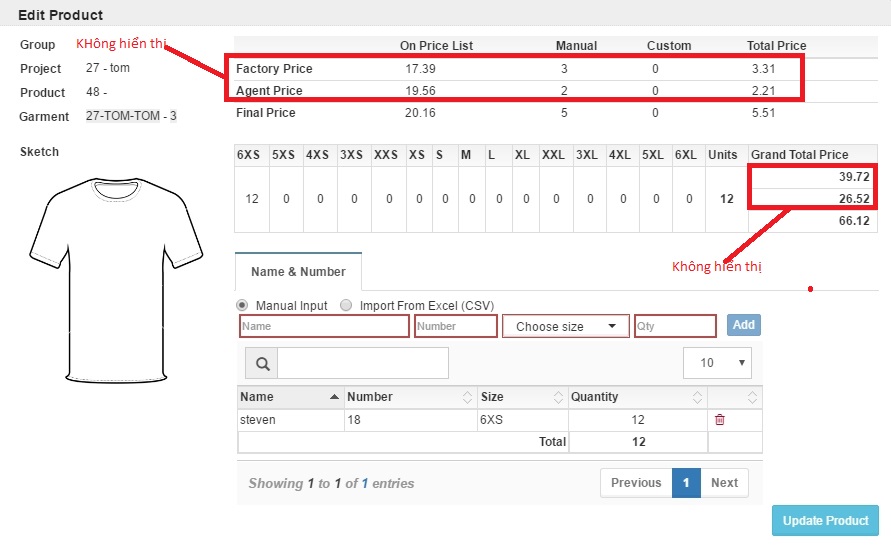 Edit Product
Group KHông hiển thị
Project 27 - tom
Product 48 -
Garment 27-TOM-TOM - 3
Sketch
On Price List Manual Custom Total Price
Factory Price 17.39 3 0 3.31
Agent Price 19.56 2 0 2.21
Final Price 20.16 5 0 5.51
6XS 5XS 4XS 3XS XXS XS S M L XL XXL 3XL 4XL 5XL 6XL Units Grand Total Price
39.72
12 0 0 0 0 0 0 0 0 0 0 0 0 0 0 12 26.52
66.12
Không hiển thị
Name & Number
Manual Input Import From Excel (CSV)
Name Number Choose size Qty Add
10
Name Number Size Quantity
steven 18 6XS 12
Total 12
Showing 1 to 1 of 1 entries Previous 1 Next
Update Product